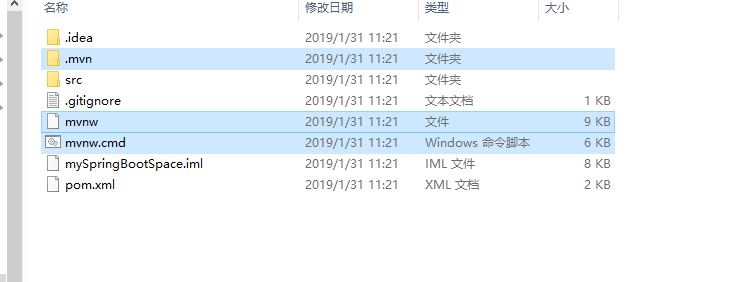 名称 修改日期 类型 大小
.idea 2019/1/31 11:21 文件夹
.mvn 2019/1/31 11:21 文件夹
src 2019/1/31 11:21 文件夹
.gitignore 2019/1/31 11:21 文本文档 1 KB
mvnw 2019/1/31 11:21 文件 9 KB
mvnw.cmd 2019/1/31 11:21 Windows 命令脚本 6 KB
mySpringBootSpace.iml 2019/1/31 11:21 IML 文件 8 KB
pom.xml 2019/1/31 11:21 XML 文档 2 KB